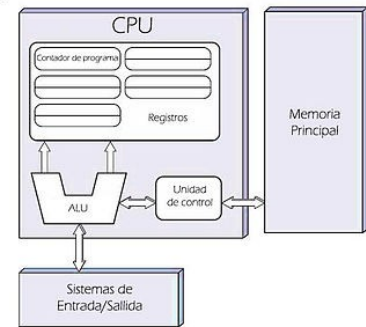 CPU
Contador de programa
Registros
Memoria
Principal
Unidad
de control
ALU
Sistemas de
Entrada/Sallida